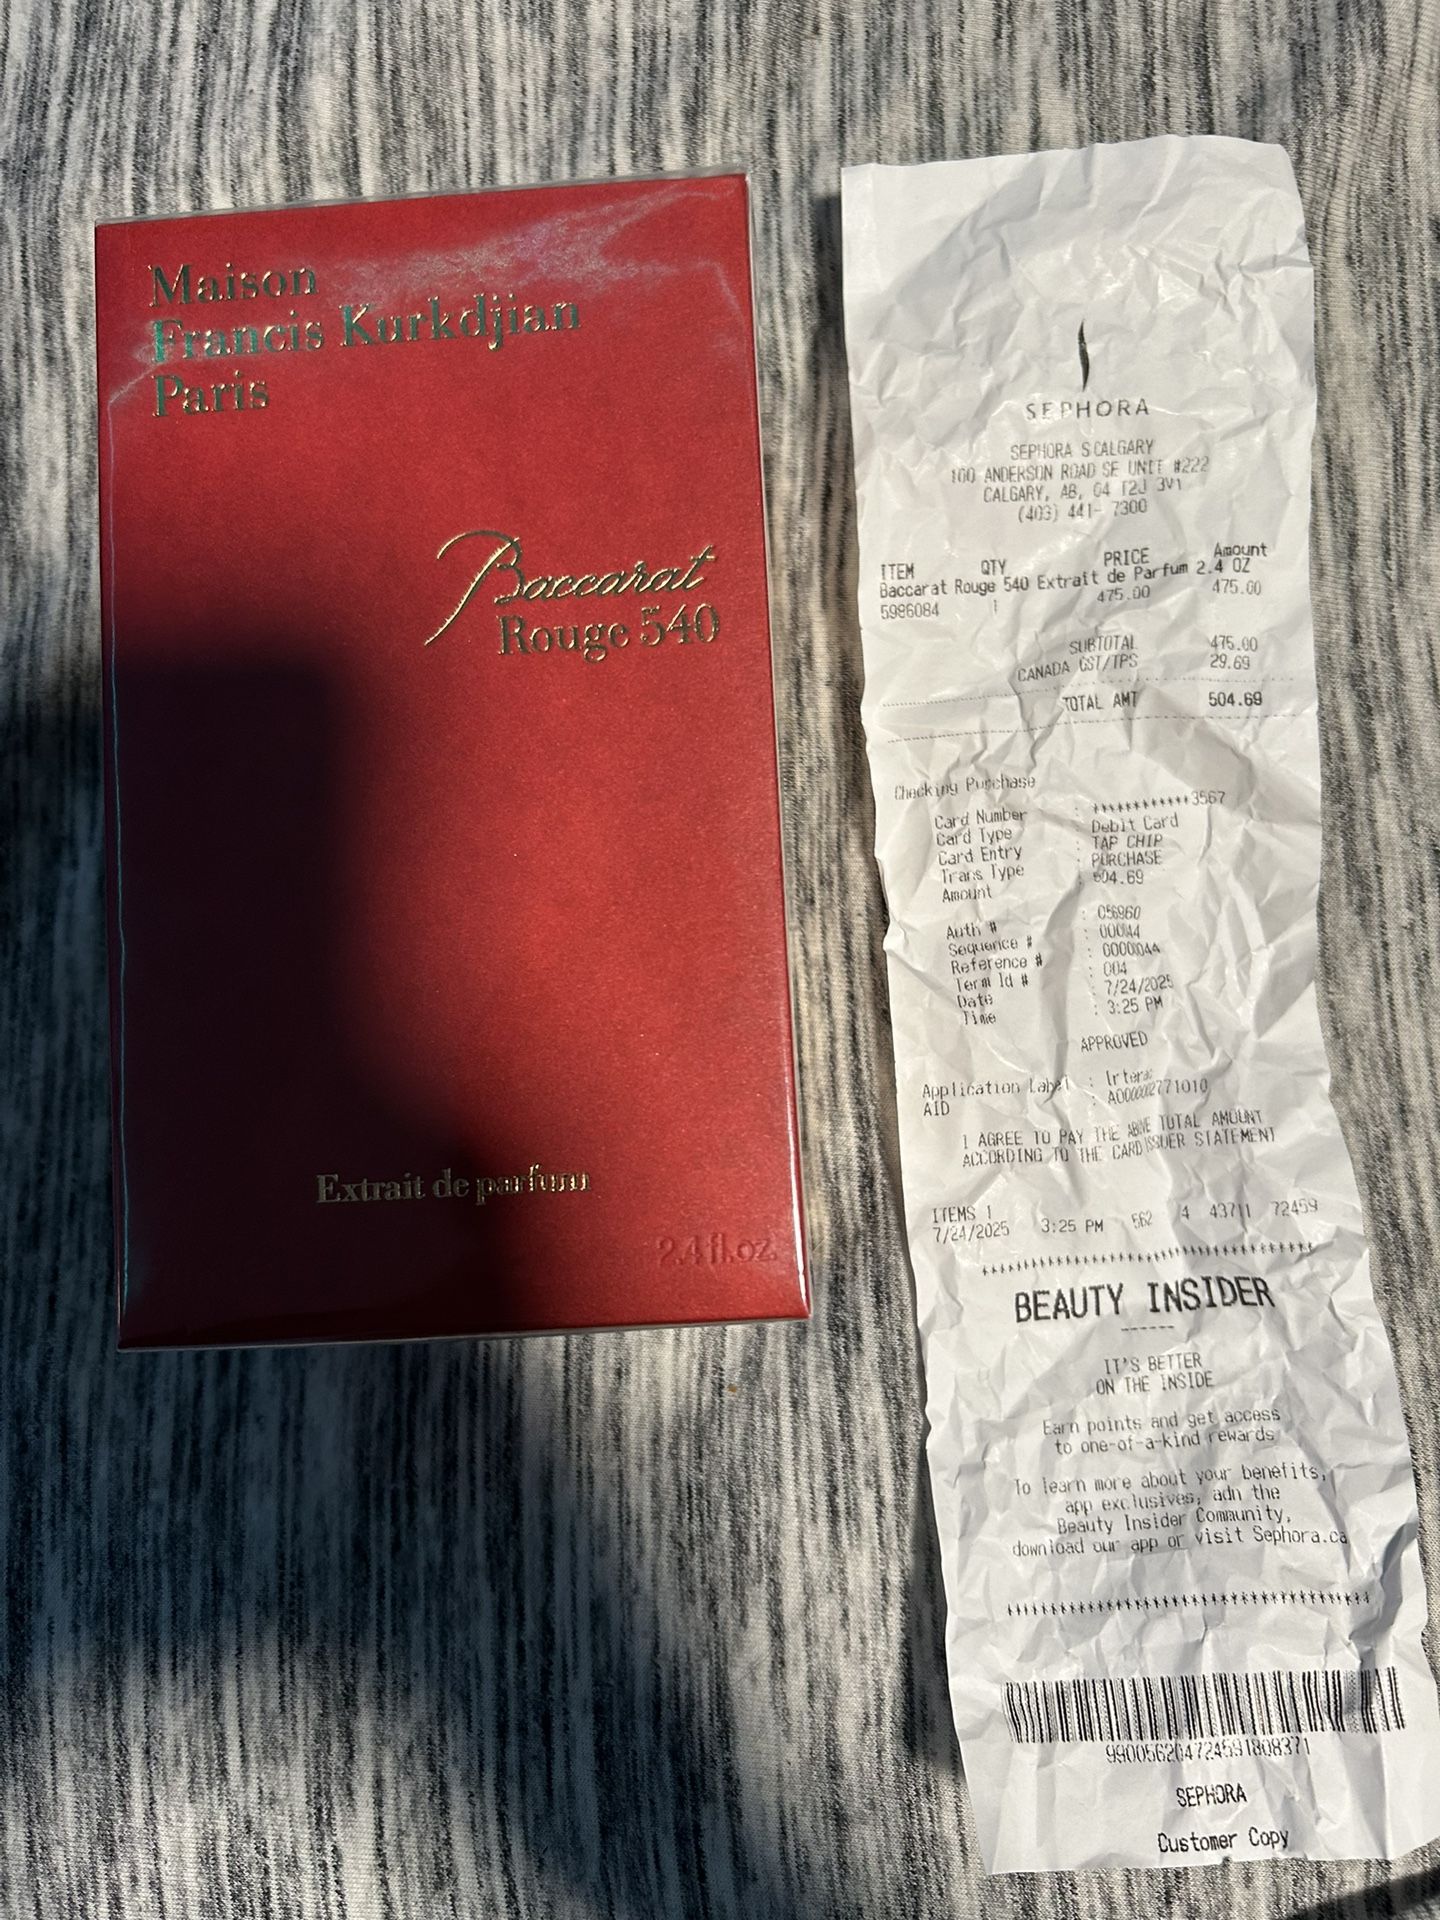 Maison
Francis Kurkdjian
Paris
Baccarat
Rouge 540
Extrait de parfum
2.4 fl.oz.
SEPHORA
SEPHORA S CALGARY
100 ANDERSON ROAD SE UNIT #222
CALGARY, AB, 04 T2J 3V1
(403) 441- 7300
ITEM QTY PRICE Amount
Baccarat Rouge 540 Extrait de Parfum 2.4 OZ
5986084 1 475.00 475.00
SUBTOTAL 475.00
CANADA GST/TPS 29.69
TOTAL AMT 504.69
Checking Purchase
Card Number : ************3567
Card Type : Debit Card
Card Entry : TAP CHIP
Trans Type : PURCHASE
Amount : 504.69
Auth # : 056960
Sequence # : 000044
Reference # : 0000044
Term Id # : 004
Date : 7/24/2025
Time : 3:25 PM
APPROVED
Application Label : Interac
AID : A0000002771010
I AGREE TO PAY THE ABOVE TOTAL AMOUNT
ACCORDING TO THE CARD ISSUER STATEMENT
ITEMS 1
7/24/2025 3:25 PM 562 4 43711 72459
****************************************
BEAUTY INSIDER
------
IT'S BETTER
ON THE INSIDE
Earn points and get access
to one-of-a-kind rewards
To learn more about your benefits,
app exclusives, adn the
Beauty Insider Community,
download our app or visit Sephora.ca
****************************************
990056204724591808371
SEPHORA
Customer Copy